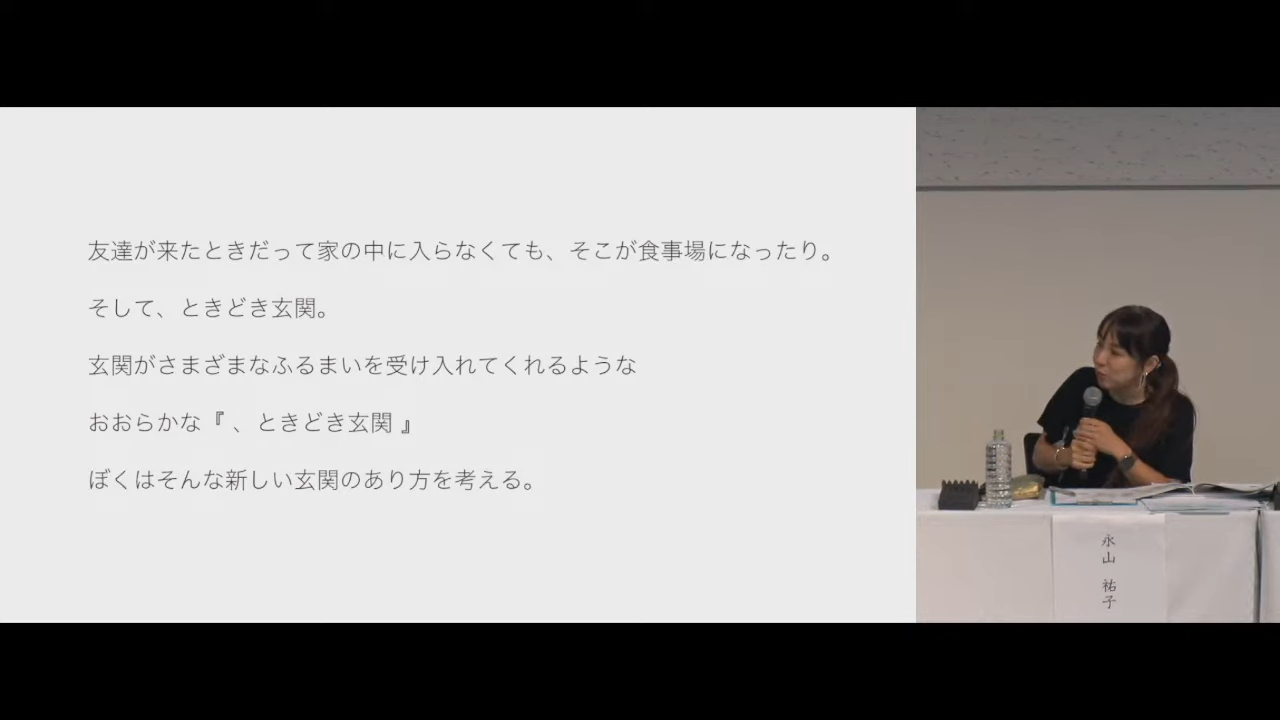 友達が来たときだって家の中に入らなくても、そこが食事場になったり。
そして、ときどき玄関。
玄関がさまざまなふるまいを受け入れてくれるような
おおらかな『 、ときどき玄関 』
ぼくはそんな新しい玄関のあり方を考える。
永山 祐子